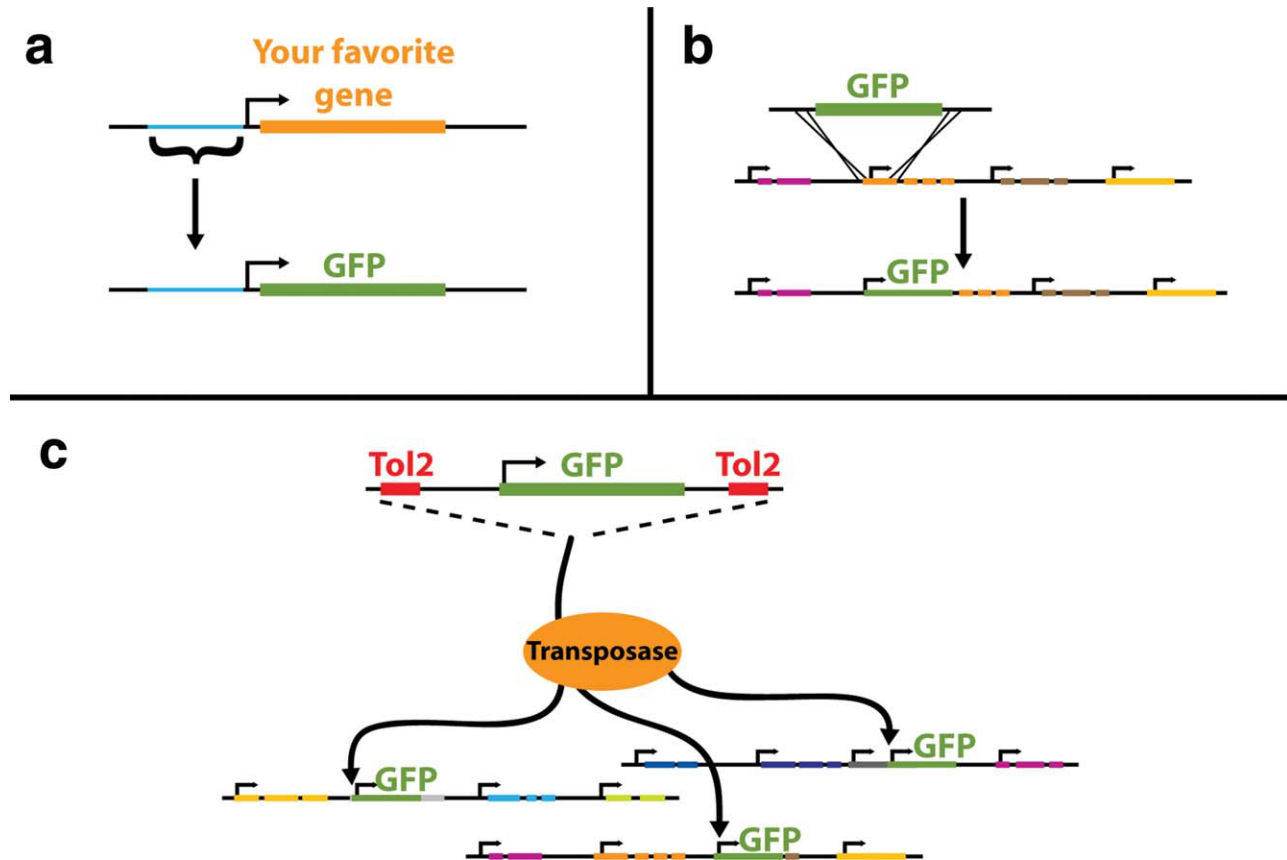 a
Your favorite
gene
GFP
b
GFP
GFP
c
Tol2 GFP Tol2
Transposase
GFP
GFP
GFP